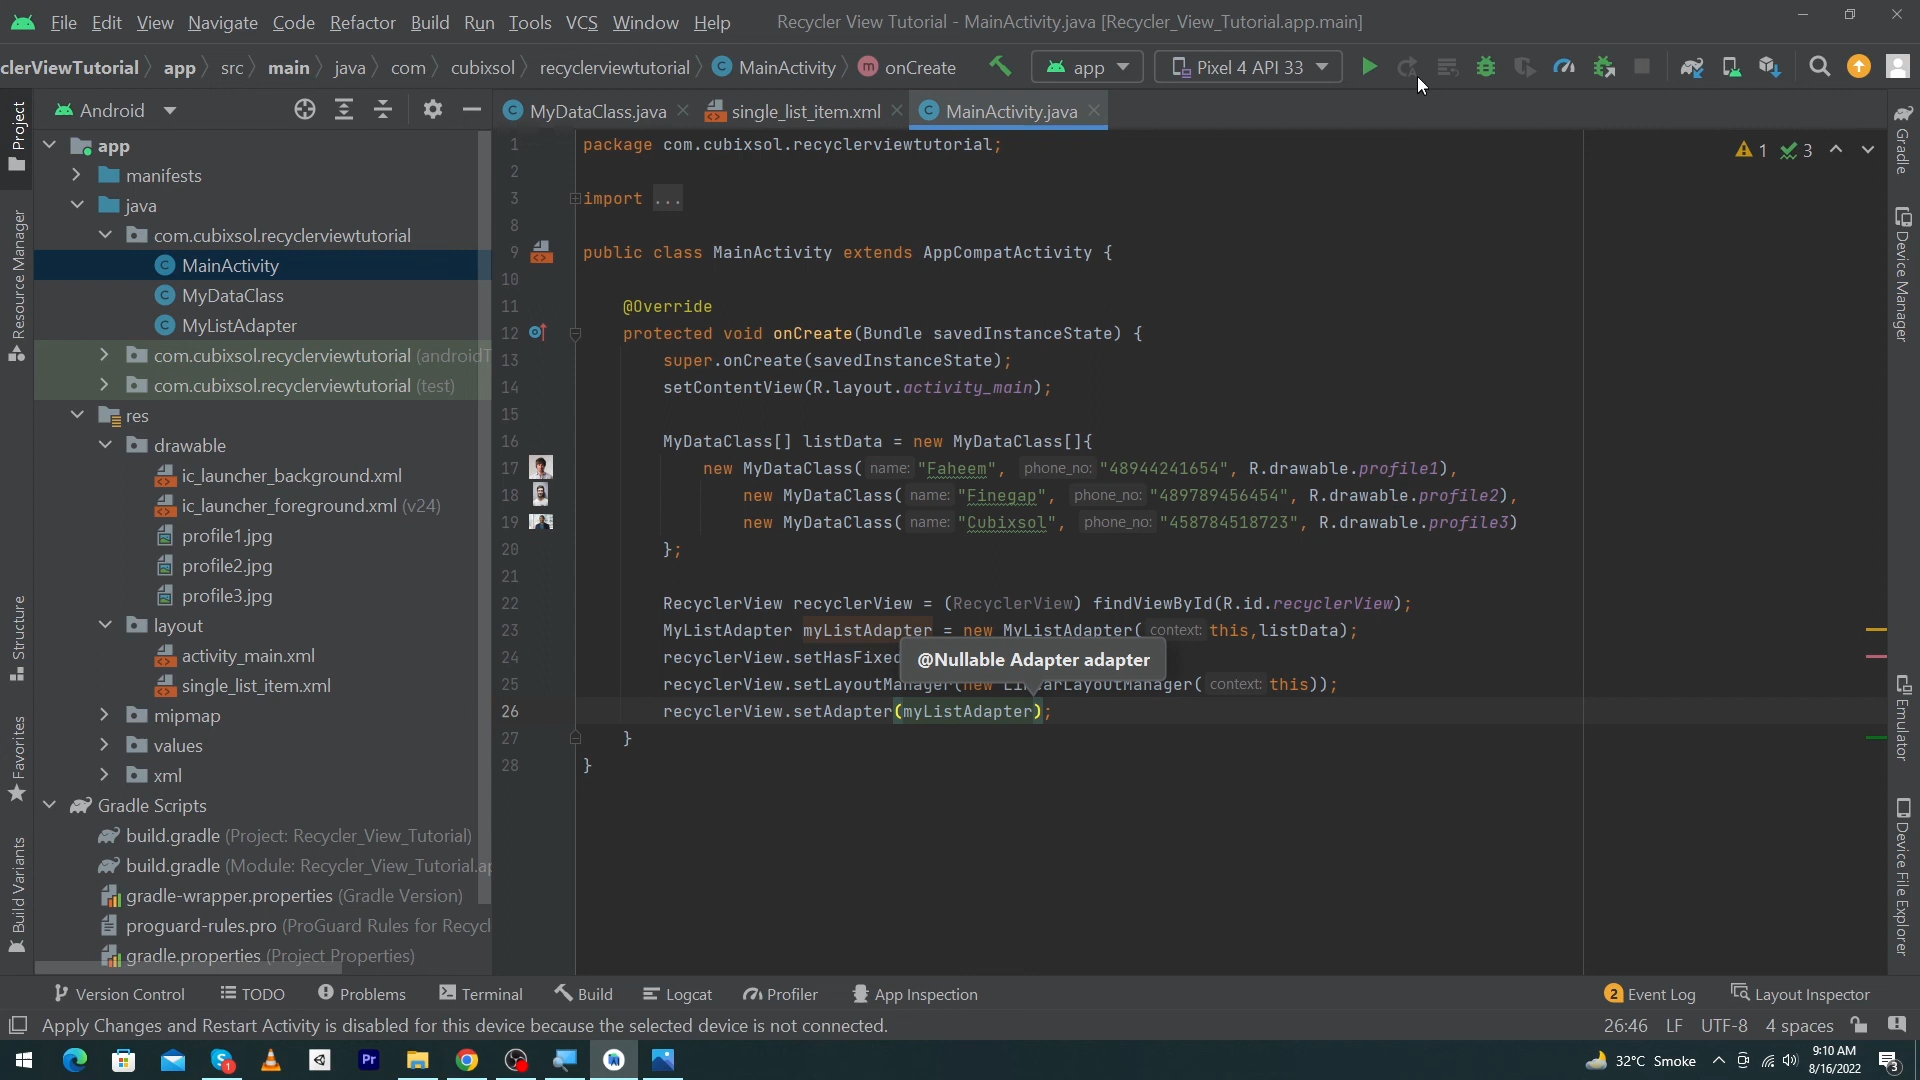 File Edit View Navigate Code Refactor Build Run Tools VCS Window Help Recycler View Tutorial - MainActivity.java [Recycler_View_Tutorial.app.main]
clerViewTutorial app src main java com cubixsol recyclerviewtutorial MainActivity onCreate app Pixel 4 API 33
Android
MyDataClass.java single_list_item.xml MainActivity.java
Project
Resource Manager
Structure
Favorites
Build Variants
app
manifests
java
com.cubixsol.recyclerviewtutorial
MainActivity
MyDataClass
MyListAdapter
com.cubixsol.recyclerviewtutorial (androidT
com.cubixsol.recyclerviewtutorial (test)
res
drawable
ic_launcher_background.xml
ic_launcher_foreground.xml (v24)
profile1.jpg
profile2.jpg
profile3.jpg
layout
activity_main.xml
single_list_item.xml
mipmap
values
xml
Gradle Scripts
build.gradle (Project: Recycler_View_Tutorial)
build.gradle (Module: Recycler_View_Tutorial.ap
gradle-wrapper.properties (Gradle Version)
proguard-rules.pro (ProGuard Rules for Recycl
gradle.properties (Project Properties)
1 package com.cubixsol.recyclerviewtutorial;
2
3 import ...
8
9 public class MainActivity extends AppCompatActivity {
10
11 @Override
12 protected void onCreate(Bundle savedInstanceState) {
13 super.onCreate(savedInstanceState);
14 setContentView(R.layout.activity_main);
15
16 MyDataClass[] listData = new MyDataClass[]{
17 new MyDataClass( name: "Faheem", phone_no: "48944241654", R.drawable.profile1),
18 new MyDataClass( name: "Finegap", phone_no: "489789456454", R.drawable.profile2),
19 new MyDataClass( name: "Cubixsol", phone_no: "458784518723", R.drawable.profile3)
20 };
21
22 RecyclerView recyclerView = (RecyclerView) findViewById(R.id.recyclerView);
23 MyListAdapter myListAdapter = new MyListAdapter( context: this,listData);
24 recyclerView.setHasFixed
@Nullable Adapter adapter
25 recyclerView.setLayoutManager(new LinearLayoutManager( context: this));
26 recyclerView.setAdapter(myListAdapter);
27 }
28 }
1 3
Gradle
Device Manager
Emulator
Device File Explorer
Version Control TODO Problems Terminal Build Logcat Profiler App Inspection 2 Event Log Layout Inspector
Apply Changes and Restart Activity is disabled for this device because the selected device is not connected. 26:46 LF UTF-8 4 spaces
Pr 32°C Smoke 9:10 AM
8/16/2022 3